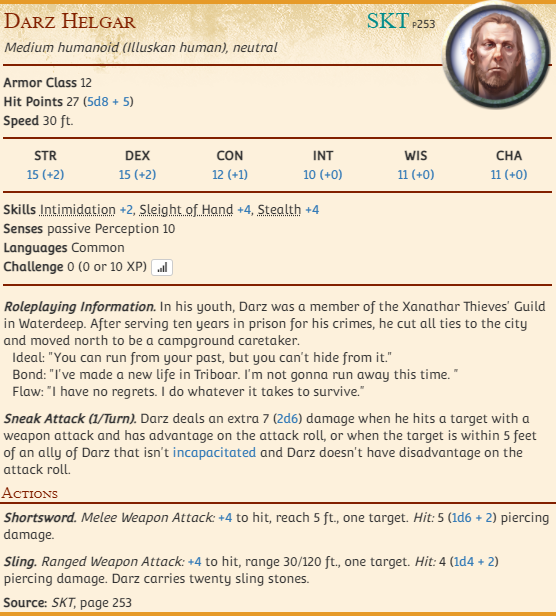 Darz Helgar SKT p253
Medium humanoid (Illuskan human), neutral
Armor Class 12
Hit Points 27 (5d8 + 5)
Speed 30 ft.
STR DEX CON INT WIS CHA
15 (+2) 15 (+2) 12 (+1) 10 (+0) 11 (+0) 11 (+0)
Skills Intimidation +2, Sleight of Hand +4, Stealth +4
Senses passive Perception 10
Languages Common
Challenge 0 (0 or 10 XP)
Roleplaying Information. In his youth, Darz was a member of the Xanathar Thieves' Guild
in Waterdeep. After serving ten years in prison for his crimes, he cut all ties to the city
and moved north to be a campground caretaker.
Ideal: "You can run from your past, but you can't hide from it."
Bond: "I've made a new life in Triboar. I'm not gonna run away this time. "
Flaw: "I have no regrets. I do whatever it takes to survive."
Sneak Attack (1/Turn). Darz deals an extra 7 (2d6) damage when he hits a target with a
weapon attack and has advantage on the attack roll, or when the target is within 5 feet
of an ally of Darz that isn't incapacitated and Darz doesn't have disadvantage on the
attack roll.
Actions
Shortsword. Melee Weapon Attack: +4 to hit, reach 5 ft., one target. Hit: 5 (1d6 + 2) piercing
damage.
Sling. Ranged Weapon Attack: +4 to hit, range 30/120 ft., one target. Hit: 4 (1d4 + 2)
piercing damage. Darz carries twenty sling stones.
Source: SKT, page 253